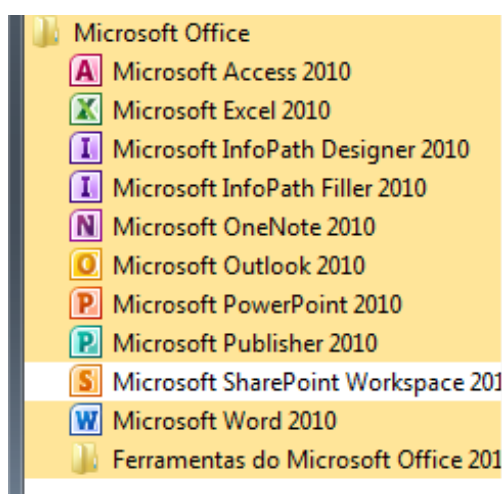 Microsoft Office
Microsoft Access 2010
Microsoft Excel 2010
Microsoft InfoPath Designer 2010
Microsoft InfoPath Filler 2010
Microsoft OneNote 2010
Microsoft Outlook 2010
Microsoft PowerPoint 2010
Microsoft Publisher 2010
Microsoft SharePoint Workspace 201
Microsoft Word 2010
Ferramentas do Microsoft Office 201